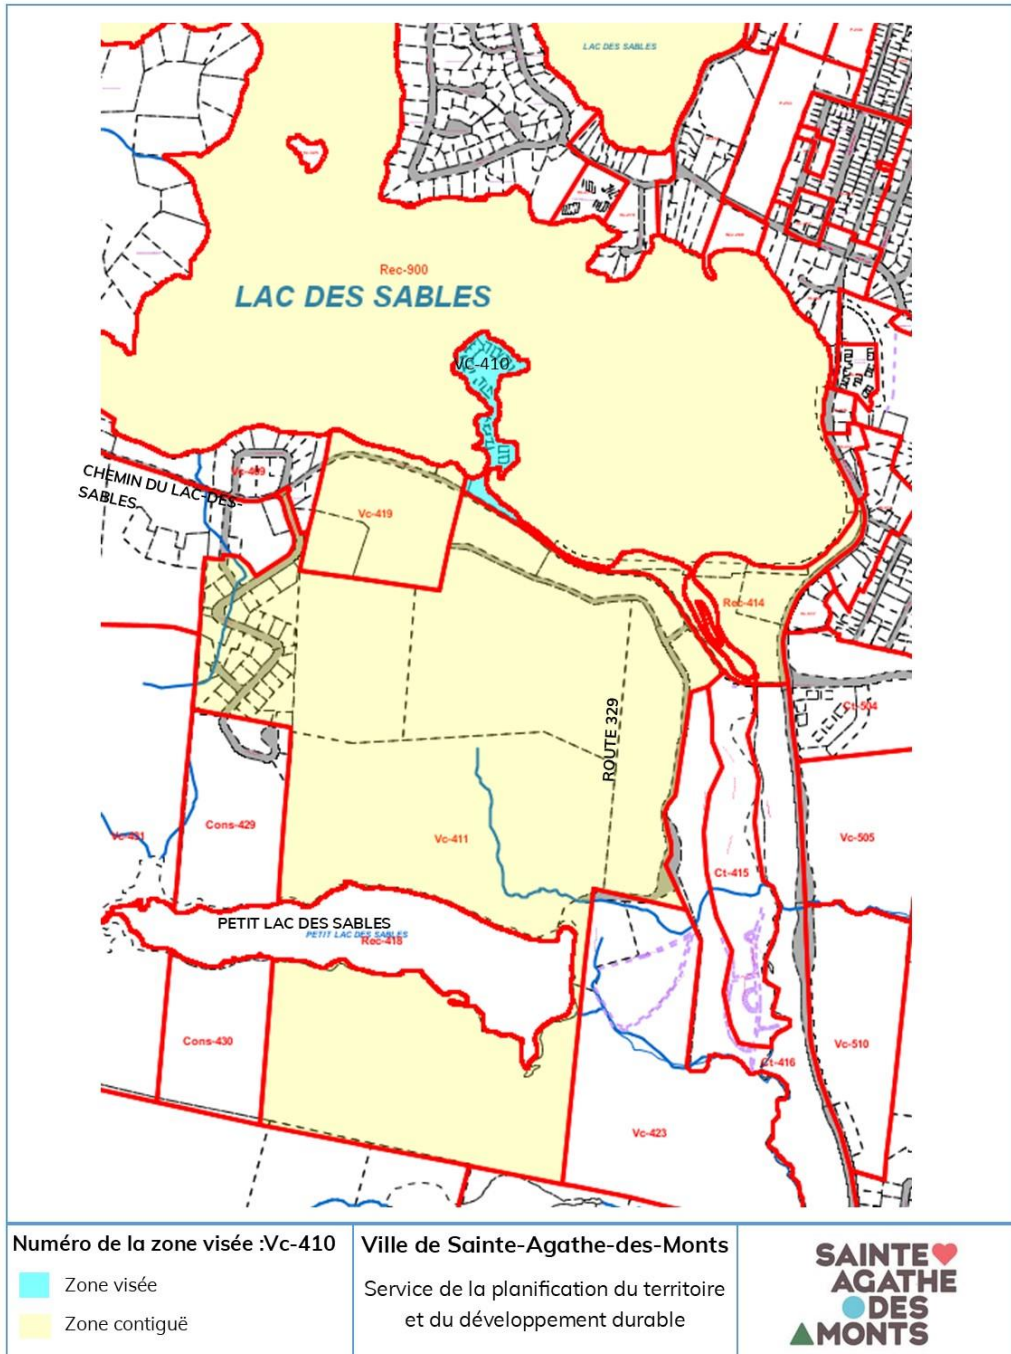 LAC DES SABLES
Rec-900
LAC DES SABLES
VC-410
CHEMIN DU LAC-DES-
SABLES
Vc-419
Rec-414
ROUTE 329
Ct-504
Cons-429
Vc-411
Vc-505
Ct-415
PETIT LAC DES SABLES
PETIT LAC DES SABLES
Rec-418
Cons-430
Vc-510
Ct-416
Vc-423
Numéro de la zone visée :Vc-410
Zone visée
Zone contiguë
Ville de Sainte-Agathe-des-Monts
Service de la planification du territoire
et du développement durable
SAINTE
AGATHE
DES
MONTS